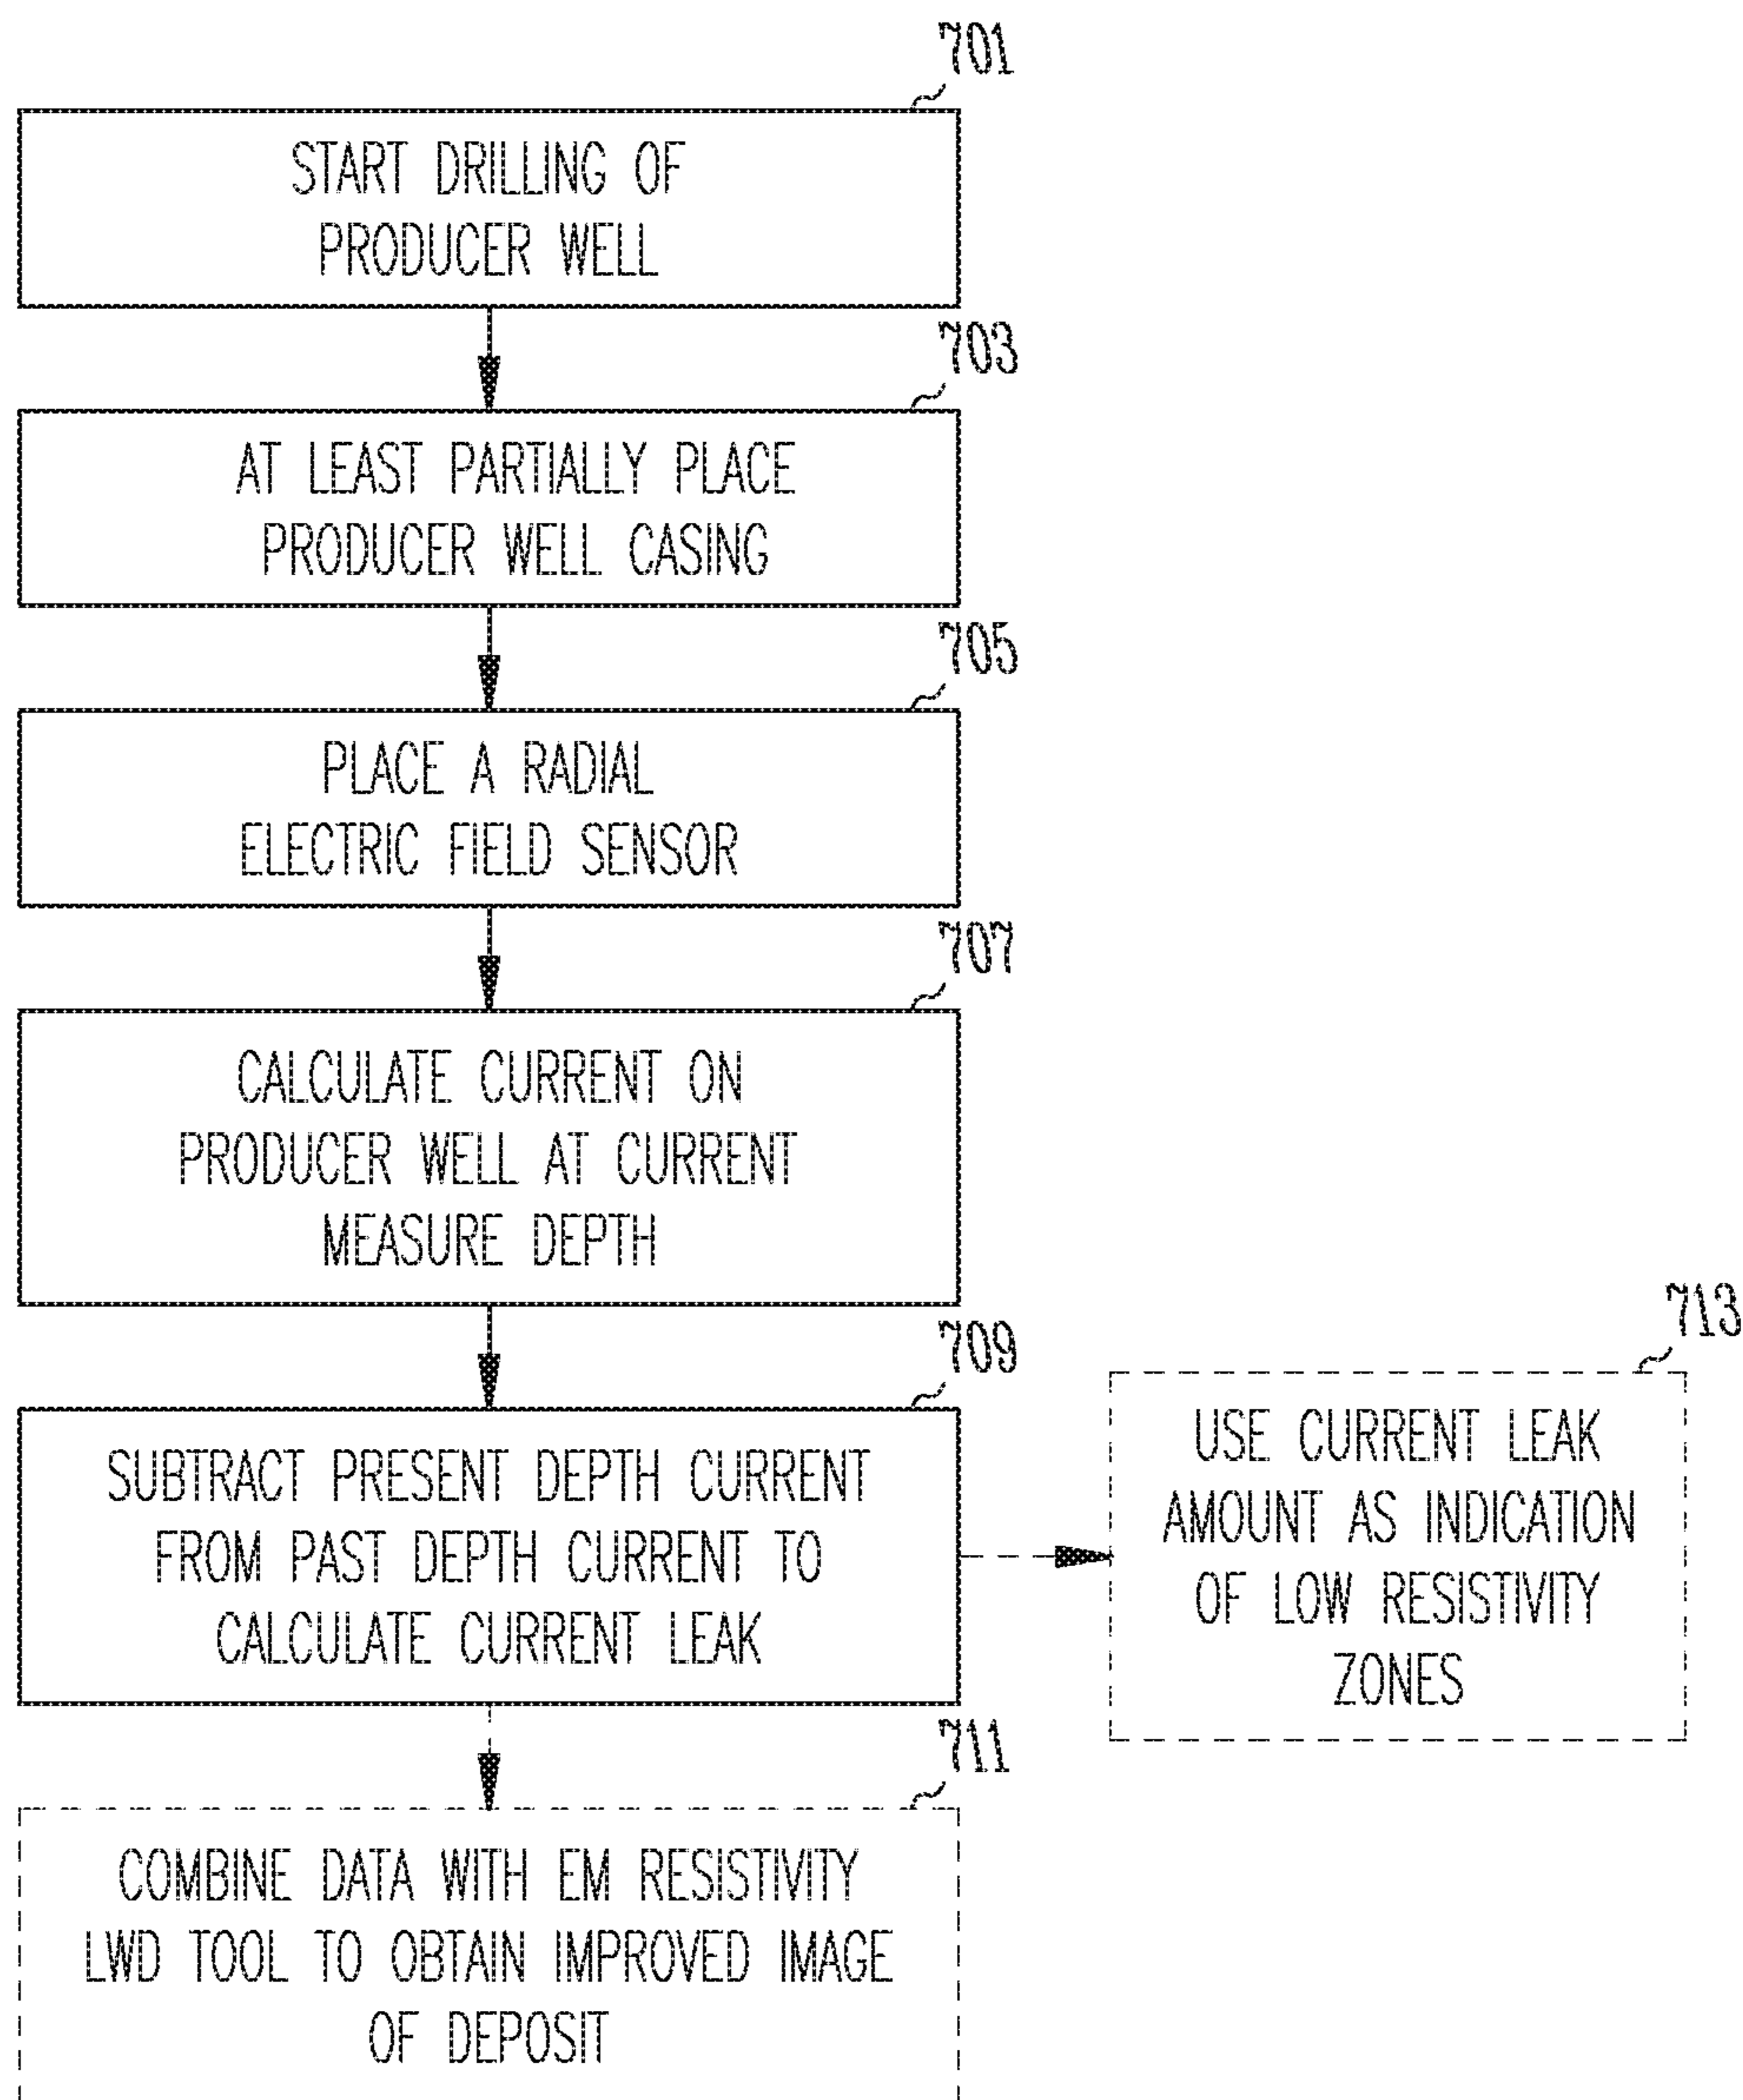 701
START DRILLING OF
PRODUCER WELL
703
AT LEAST PARTIALLY PLACE
PRODUCER WELL CASING
705
PLACE A RADIAL
ELECTRIC FIELD SENSOR
707
CALCULATE CURRENT ON
PRODUCER WELL AT CURRENT
MEASURE DEPTH
709
SUBTRACT PRESENT DEPTH CURRENT
FROM PAST DEPTH CURRENT TO
CALCULATE CURRENT LEAK
713
USE CURRENT LEAK
AMOUNT AS INDICATION
OF LOW RESISTIVITY
ZONES
711
COMBINE DATA WITH EM RESISTIVITY
LWD TOOL TO OBTAIN IMPROVED IMAGE
OF DEPOSIT